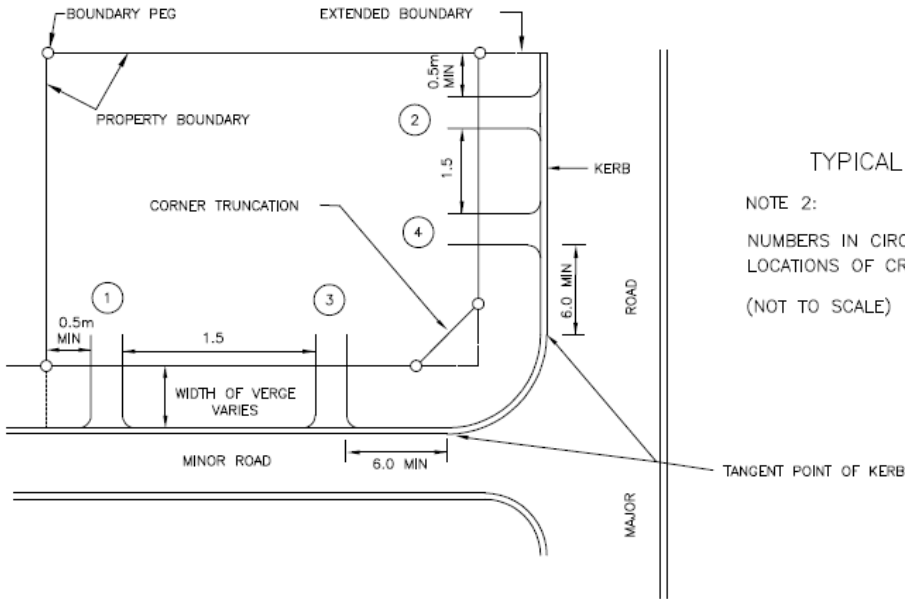 BOUNDARY PEG
EXTENDED BOUNDARY
0.5m
MIN
PROPERTY BOUNDARY
2
1.5
KERB
TYPICAL
NOTE 2:
CORNER TRUNCATION
4
NUMBERS IN CIRC
LOCATIONS OF CR
(NOT TO SCALE)
1
3
6.0 MIN
ROAD
0.5m
MIN
1.5
WIDTH OF VERGE
VARIES
MINOR ROAD
6.0 MIN
TANGENT POINT OF KERB
MAJOR